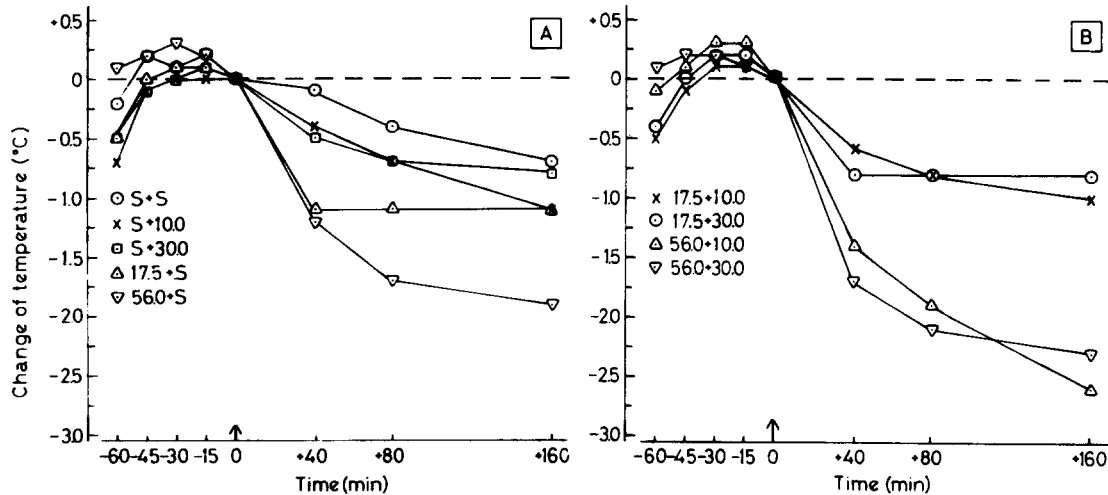 +0.5
0
-0.5
-1.0
-1.5
-2.0
-2.5
-3.0
Change of temperature (°C)
A
S+S
S+10.0
S+30.0
17.5+S
56.0+S
-60 -45 -30 -15 0 +40 +80 +160
Time (min)
+0.5
0
-0.5
-1.0
-1.5
-2.0
-2.5
-3.0
B
17.5+10.0
17.5+30.0
56.0+10.0
56.0+30.0
-60 -45 -30 -15 0 +40 +80 +160
Time (min)